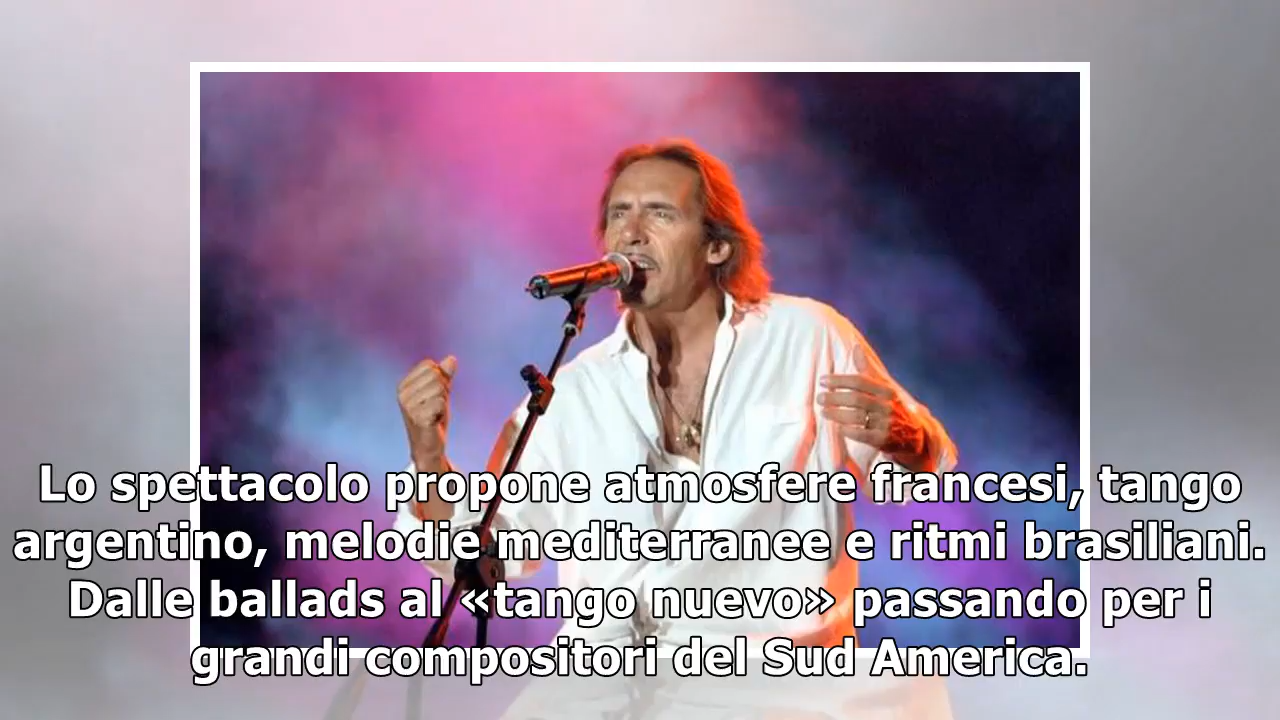 Lo spettacolo propone atmosfere francesi, tango
argentino, melodie mediterranee e ritmi brasiliani.
Dalle ballads al «tango nuevo» passando per i
grandi compositori del Sud America.